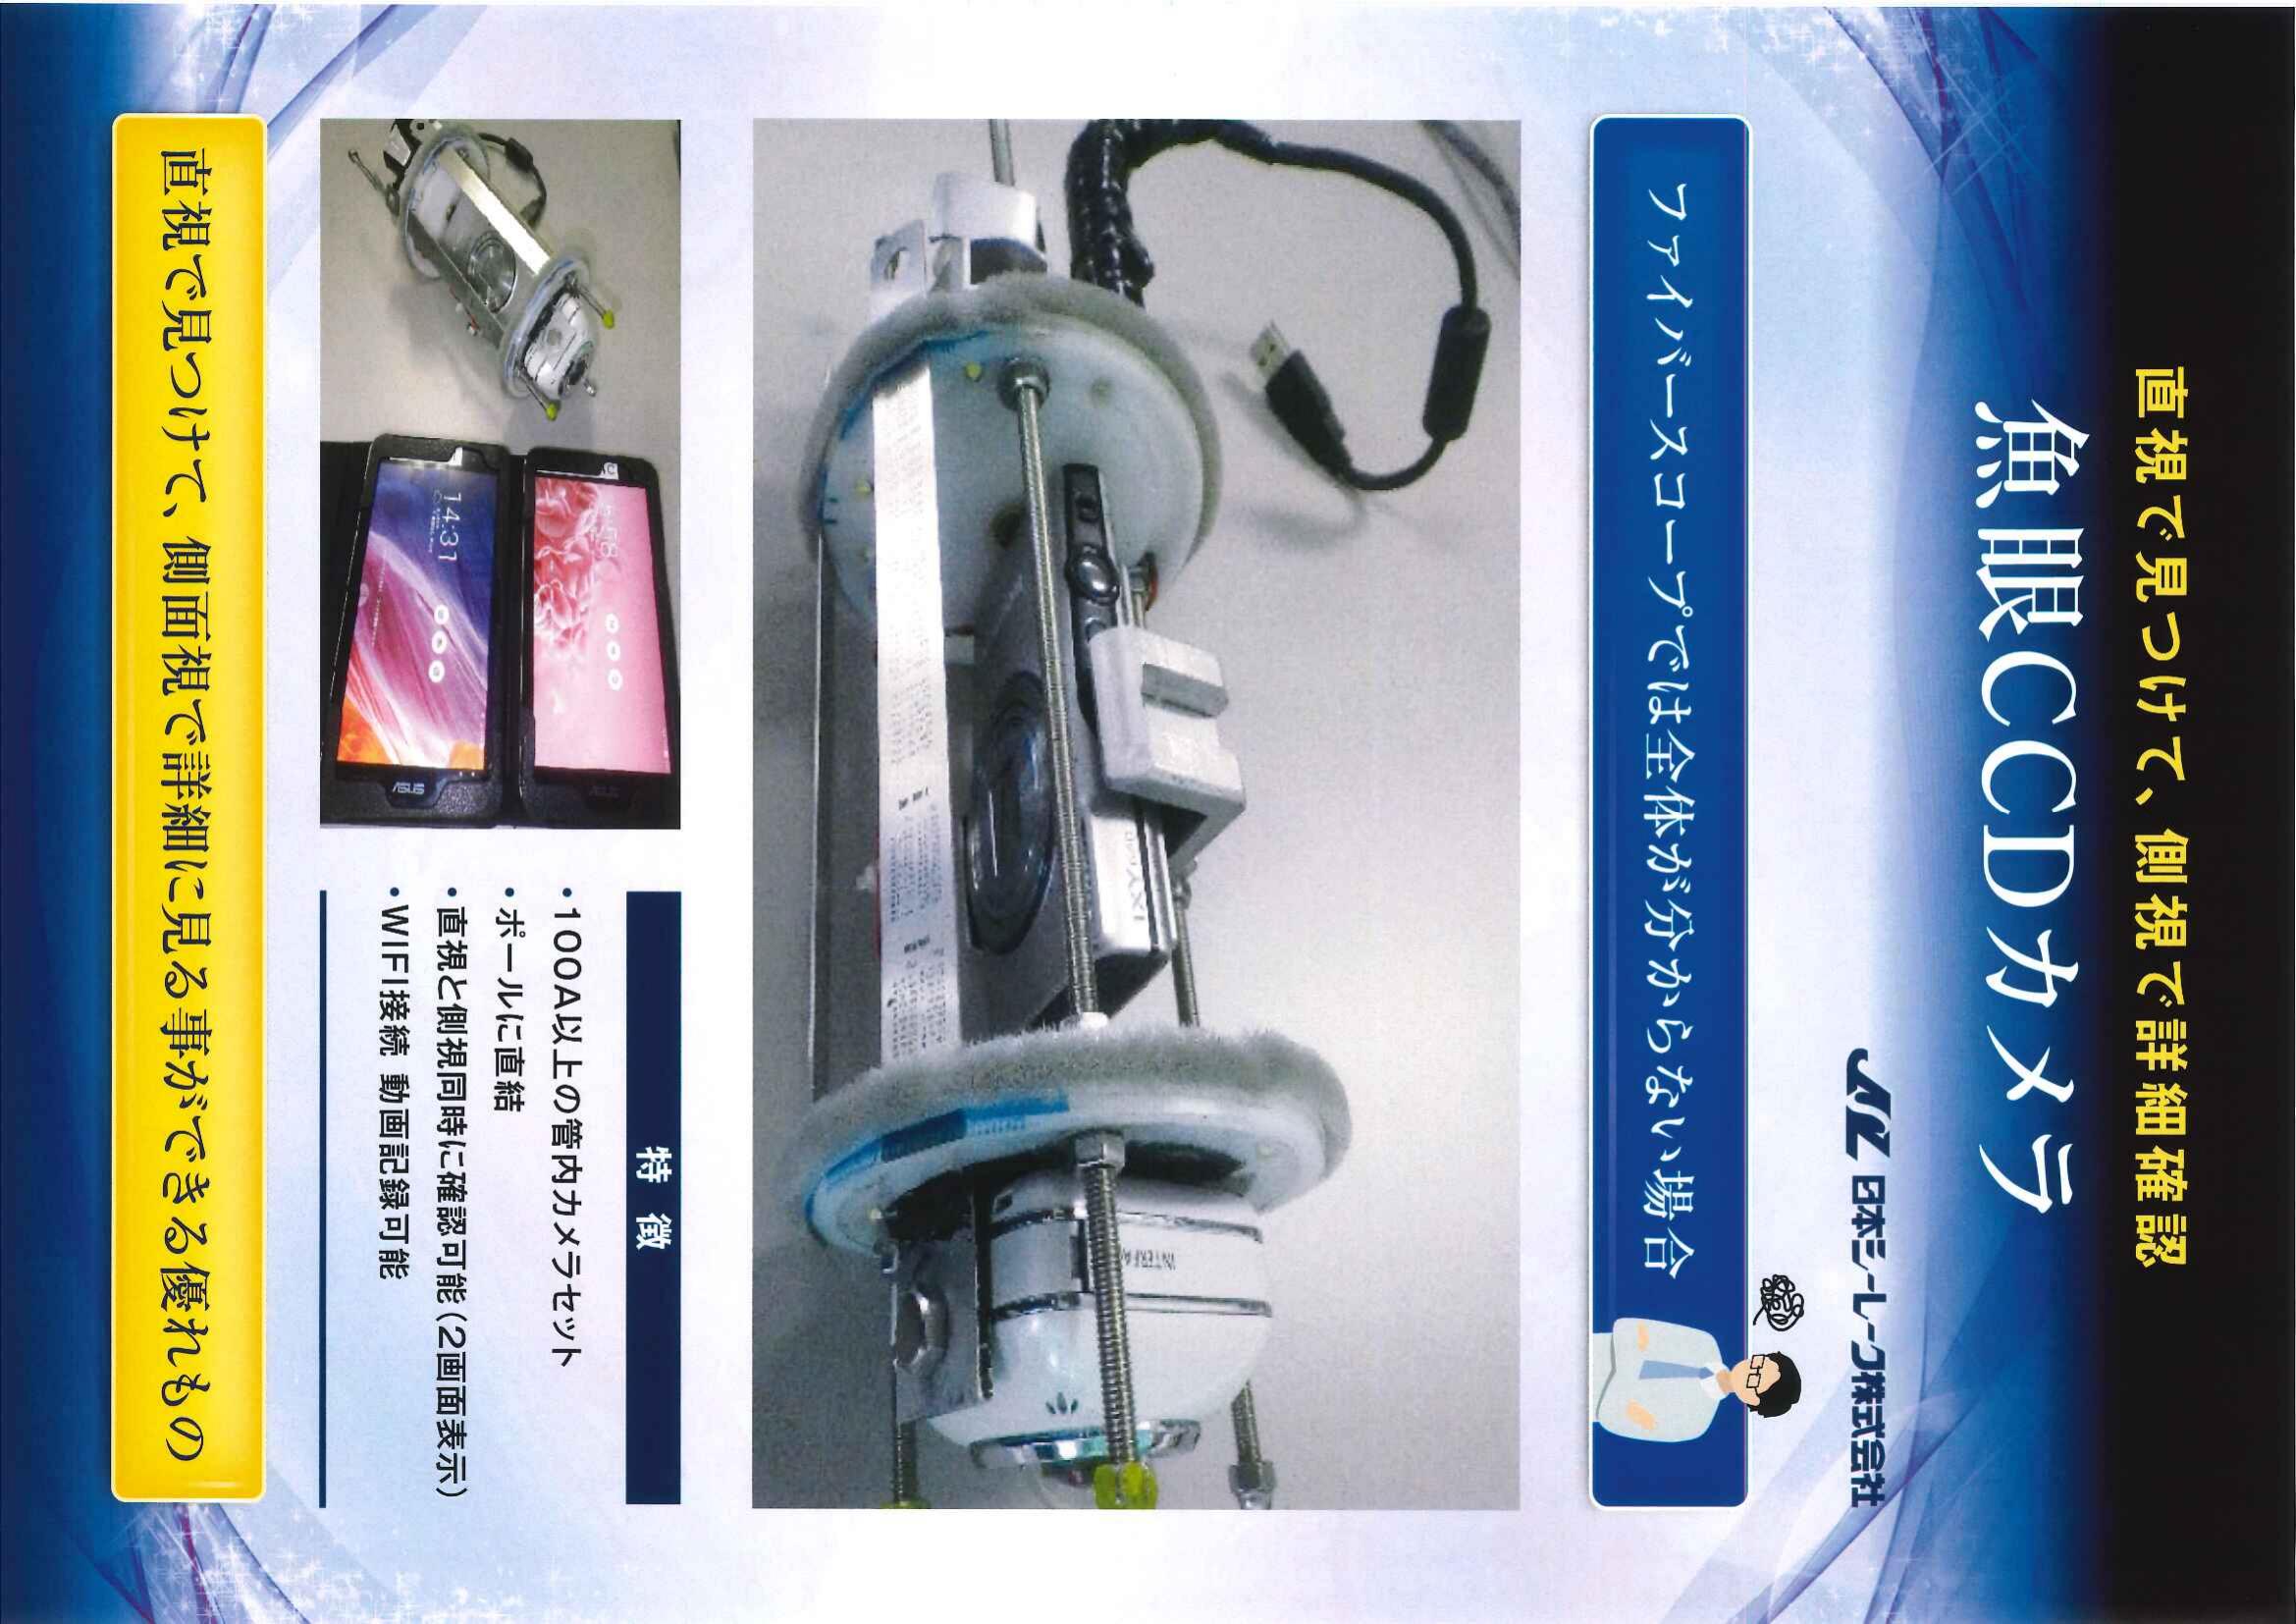 直視で見つけて、側視で詳細確認
魚眼CCDカメラ
日本シーレーク株式会社
ファイバースコープでは全体が分からない場合
INTERFA
IXY
14:31
ASUS
特 徴
・100A以上の管内カメラセット
・ポールに直結
・直視と側視同時に確認可能(2画面表示)
・WIFI接続 動画記録可能
直視で見つけて、側面視で詳細に見る事ができる優れもの